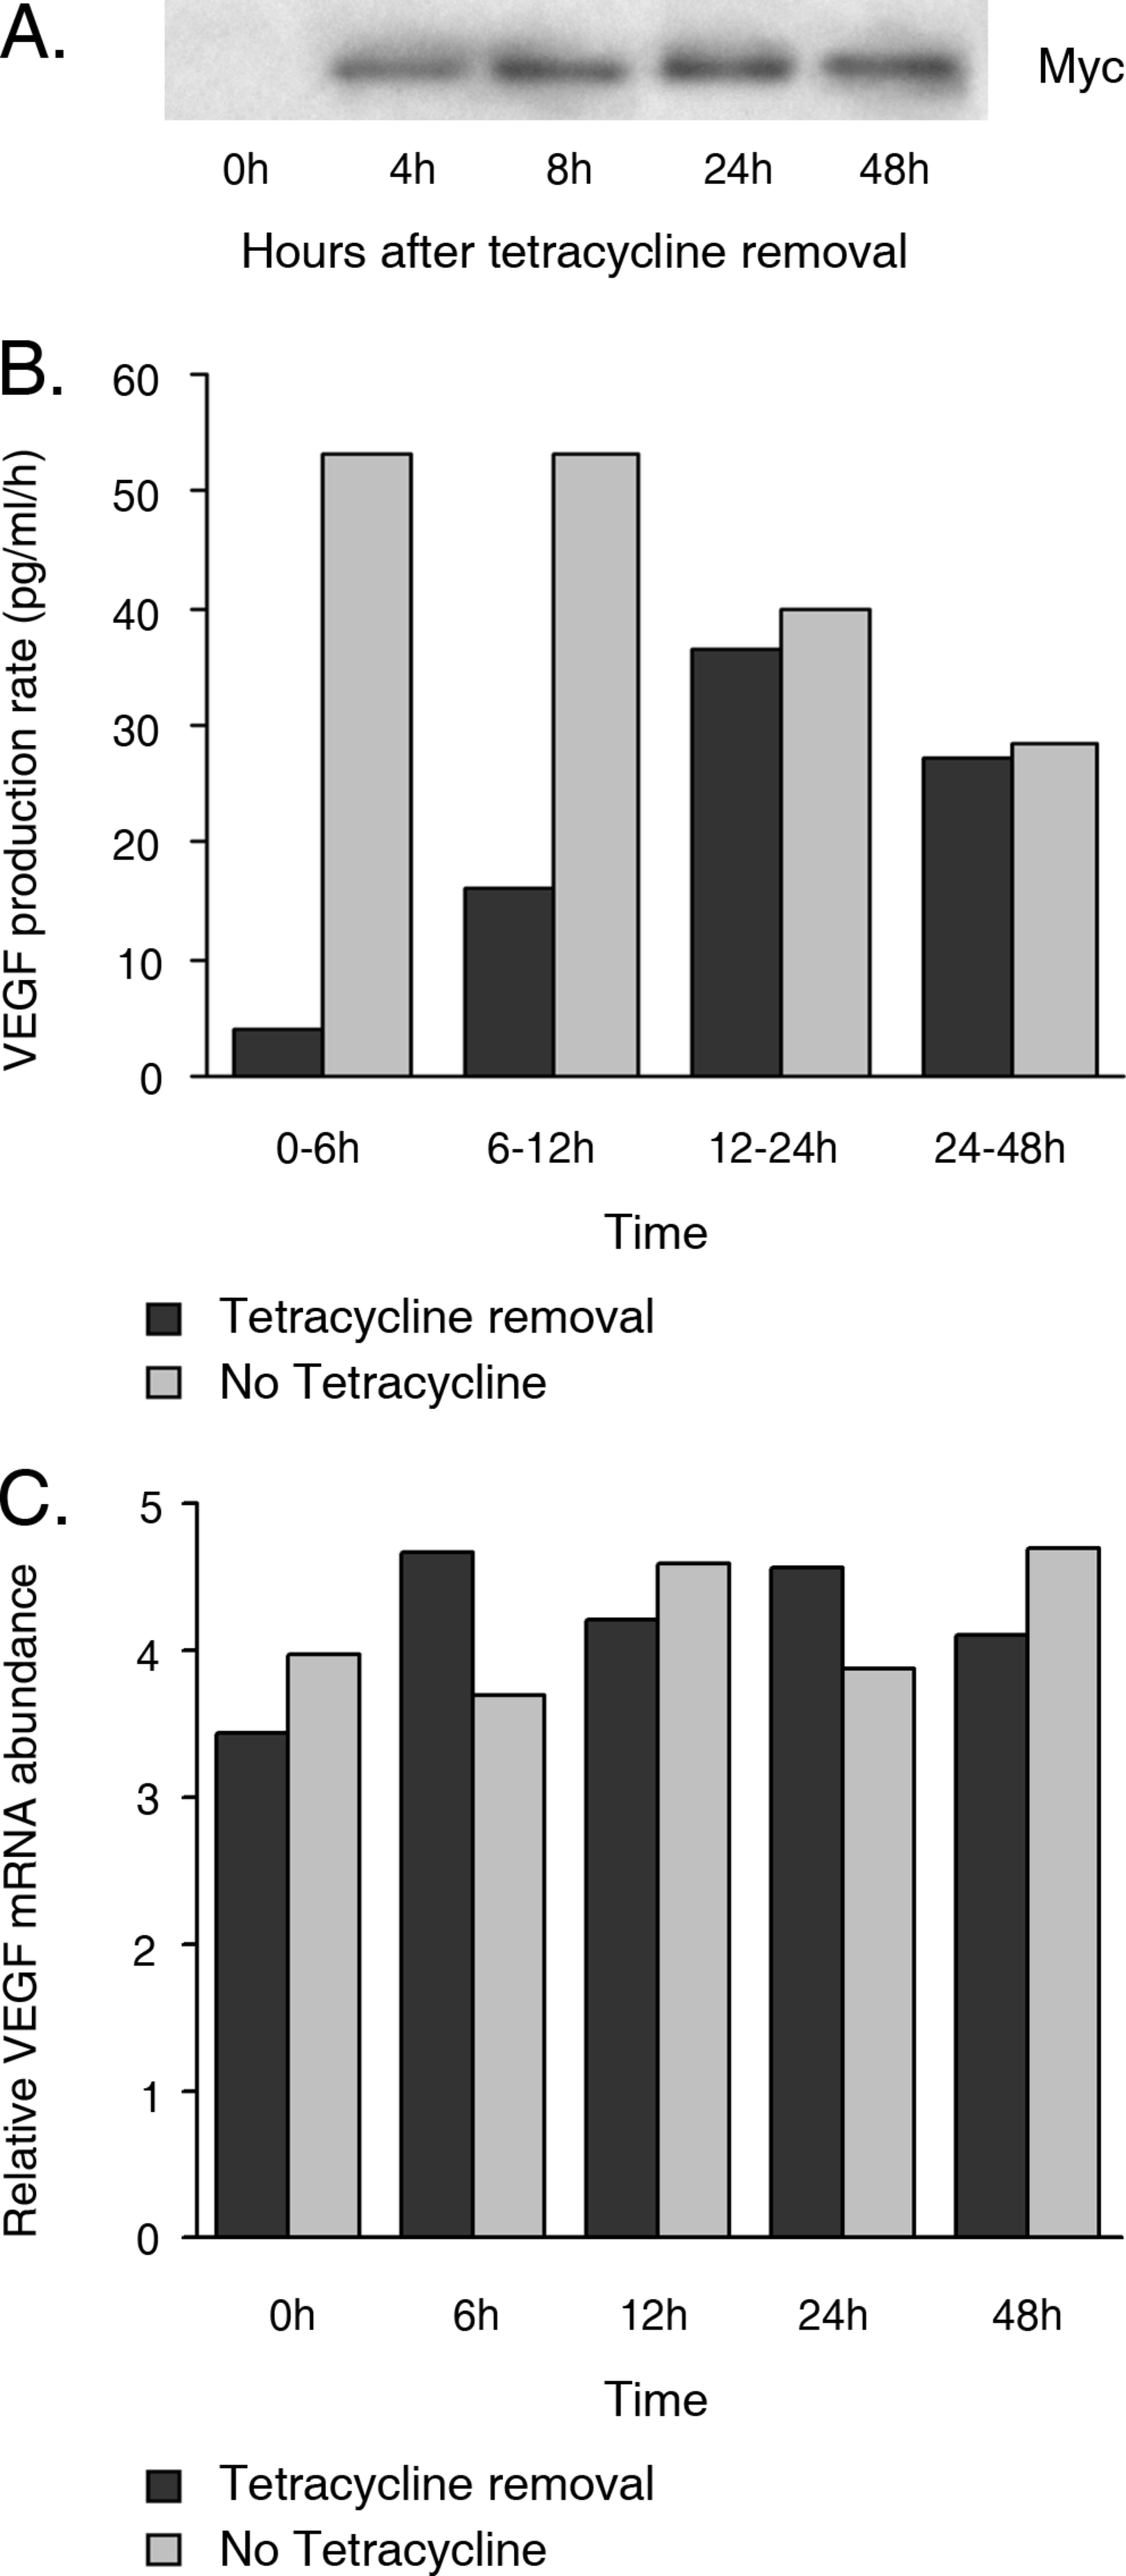 A.
Myc
0h 4h 8h 24h 48h
Hours after tetracycline removal
B.
VEGF production rate (pg/ml/h)
60
50
40
30
20
10
0
0-6h 6-12h 12-24h 24-48h
Time
Tetracycline removal
No Tetracycline
C.
Relative VEGF mRNA abundance
5
4
3
2
1
0
0h 6h 12h 24h 48h
Time
Tetracycline removal
No Tetracycline